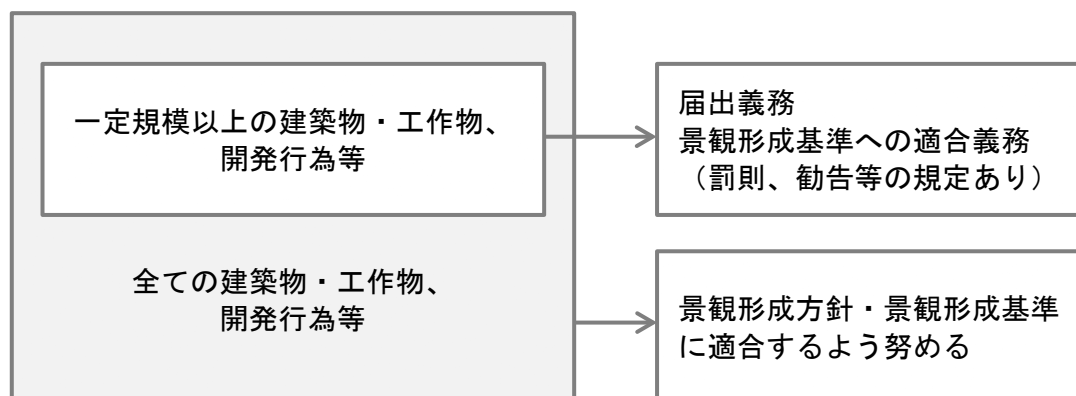 一定規模以上の建築物・工作物、
開発行為等
届出義務
景観形成基準への適合義務
（罰則、勧告等の規定あり）
全ての建築物・工作物、
開発行為等
景観形成方針・景観形成基準
に適合するよう努める